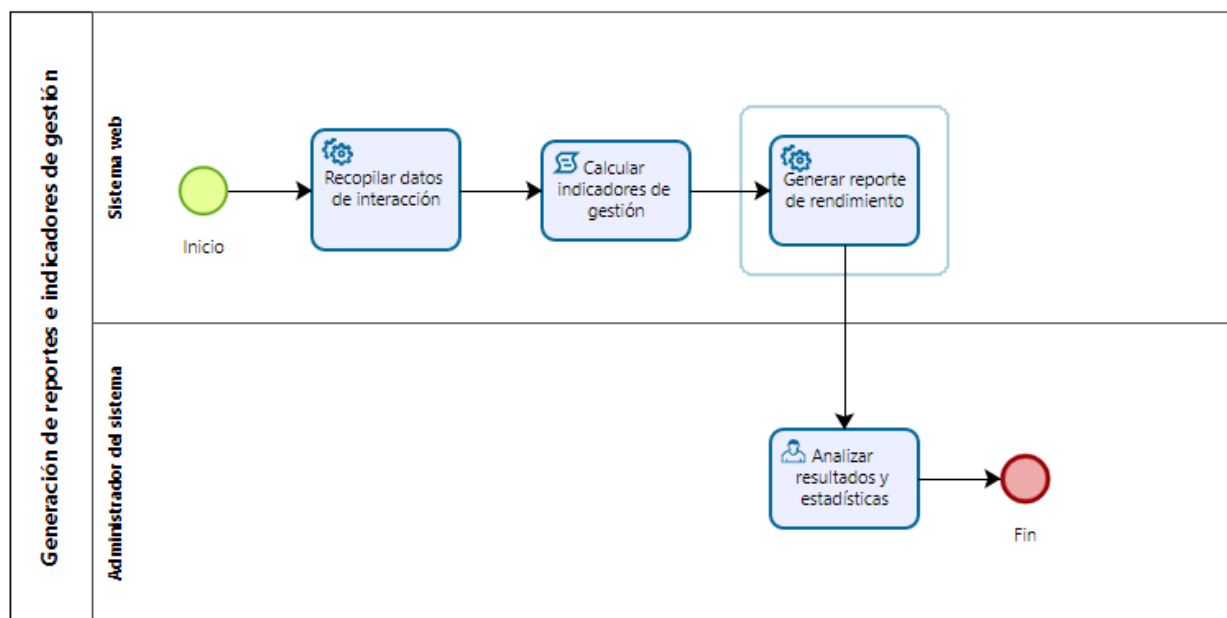 Generación de reportes e indicadores de gestión
Sistema web
Inicio
Recopilar datos
de interacción
Calcular
indicadores de
gestión
Generar reporte
de rendimiento
Administrador del sistema
Analizar
resultados y
estadísticas
Fin